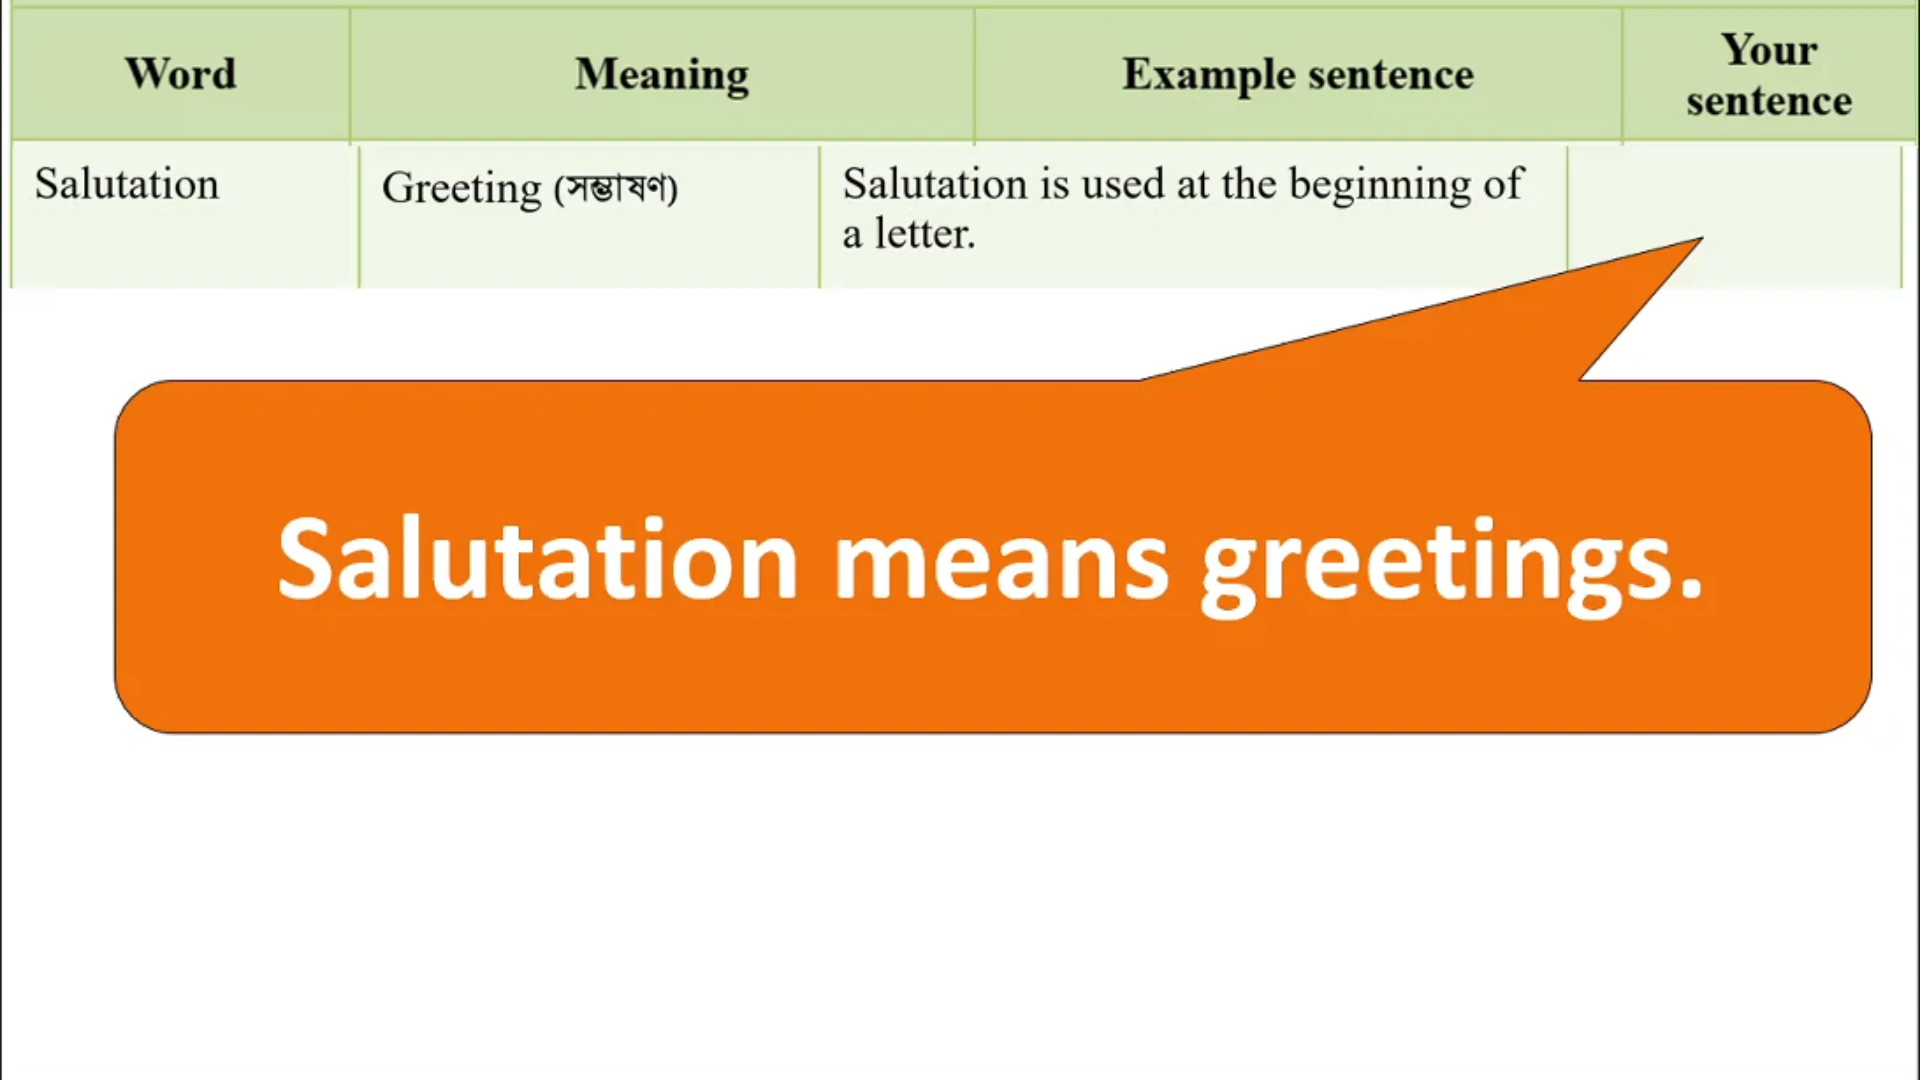 Word
Meaning
Example sentence
Your
sentence
Salutation
Greeting (সম্ভাষণ)
Salutation is used at the beginning of
a letter.
Salutation means greetings.